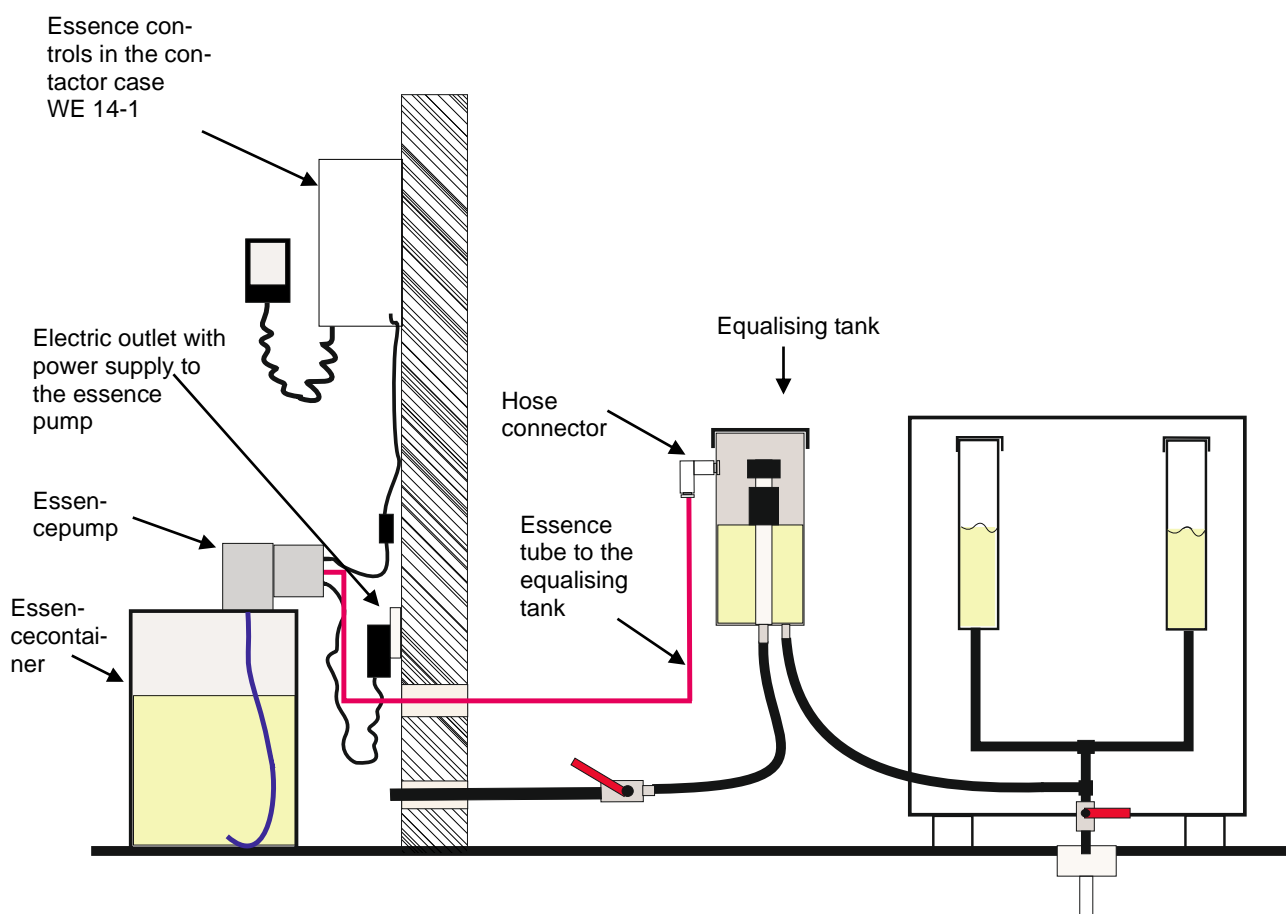 Essence con-
trols in the con-
tactor case
WE 14-1
Electric outlet with
power supply to
the essence
pump
Equalising tank
Hose
connector
Essen-
cepump
Essence
tube to the
equalising
tank
Essen-
cecontai-
ner